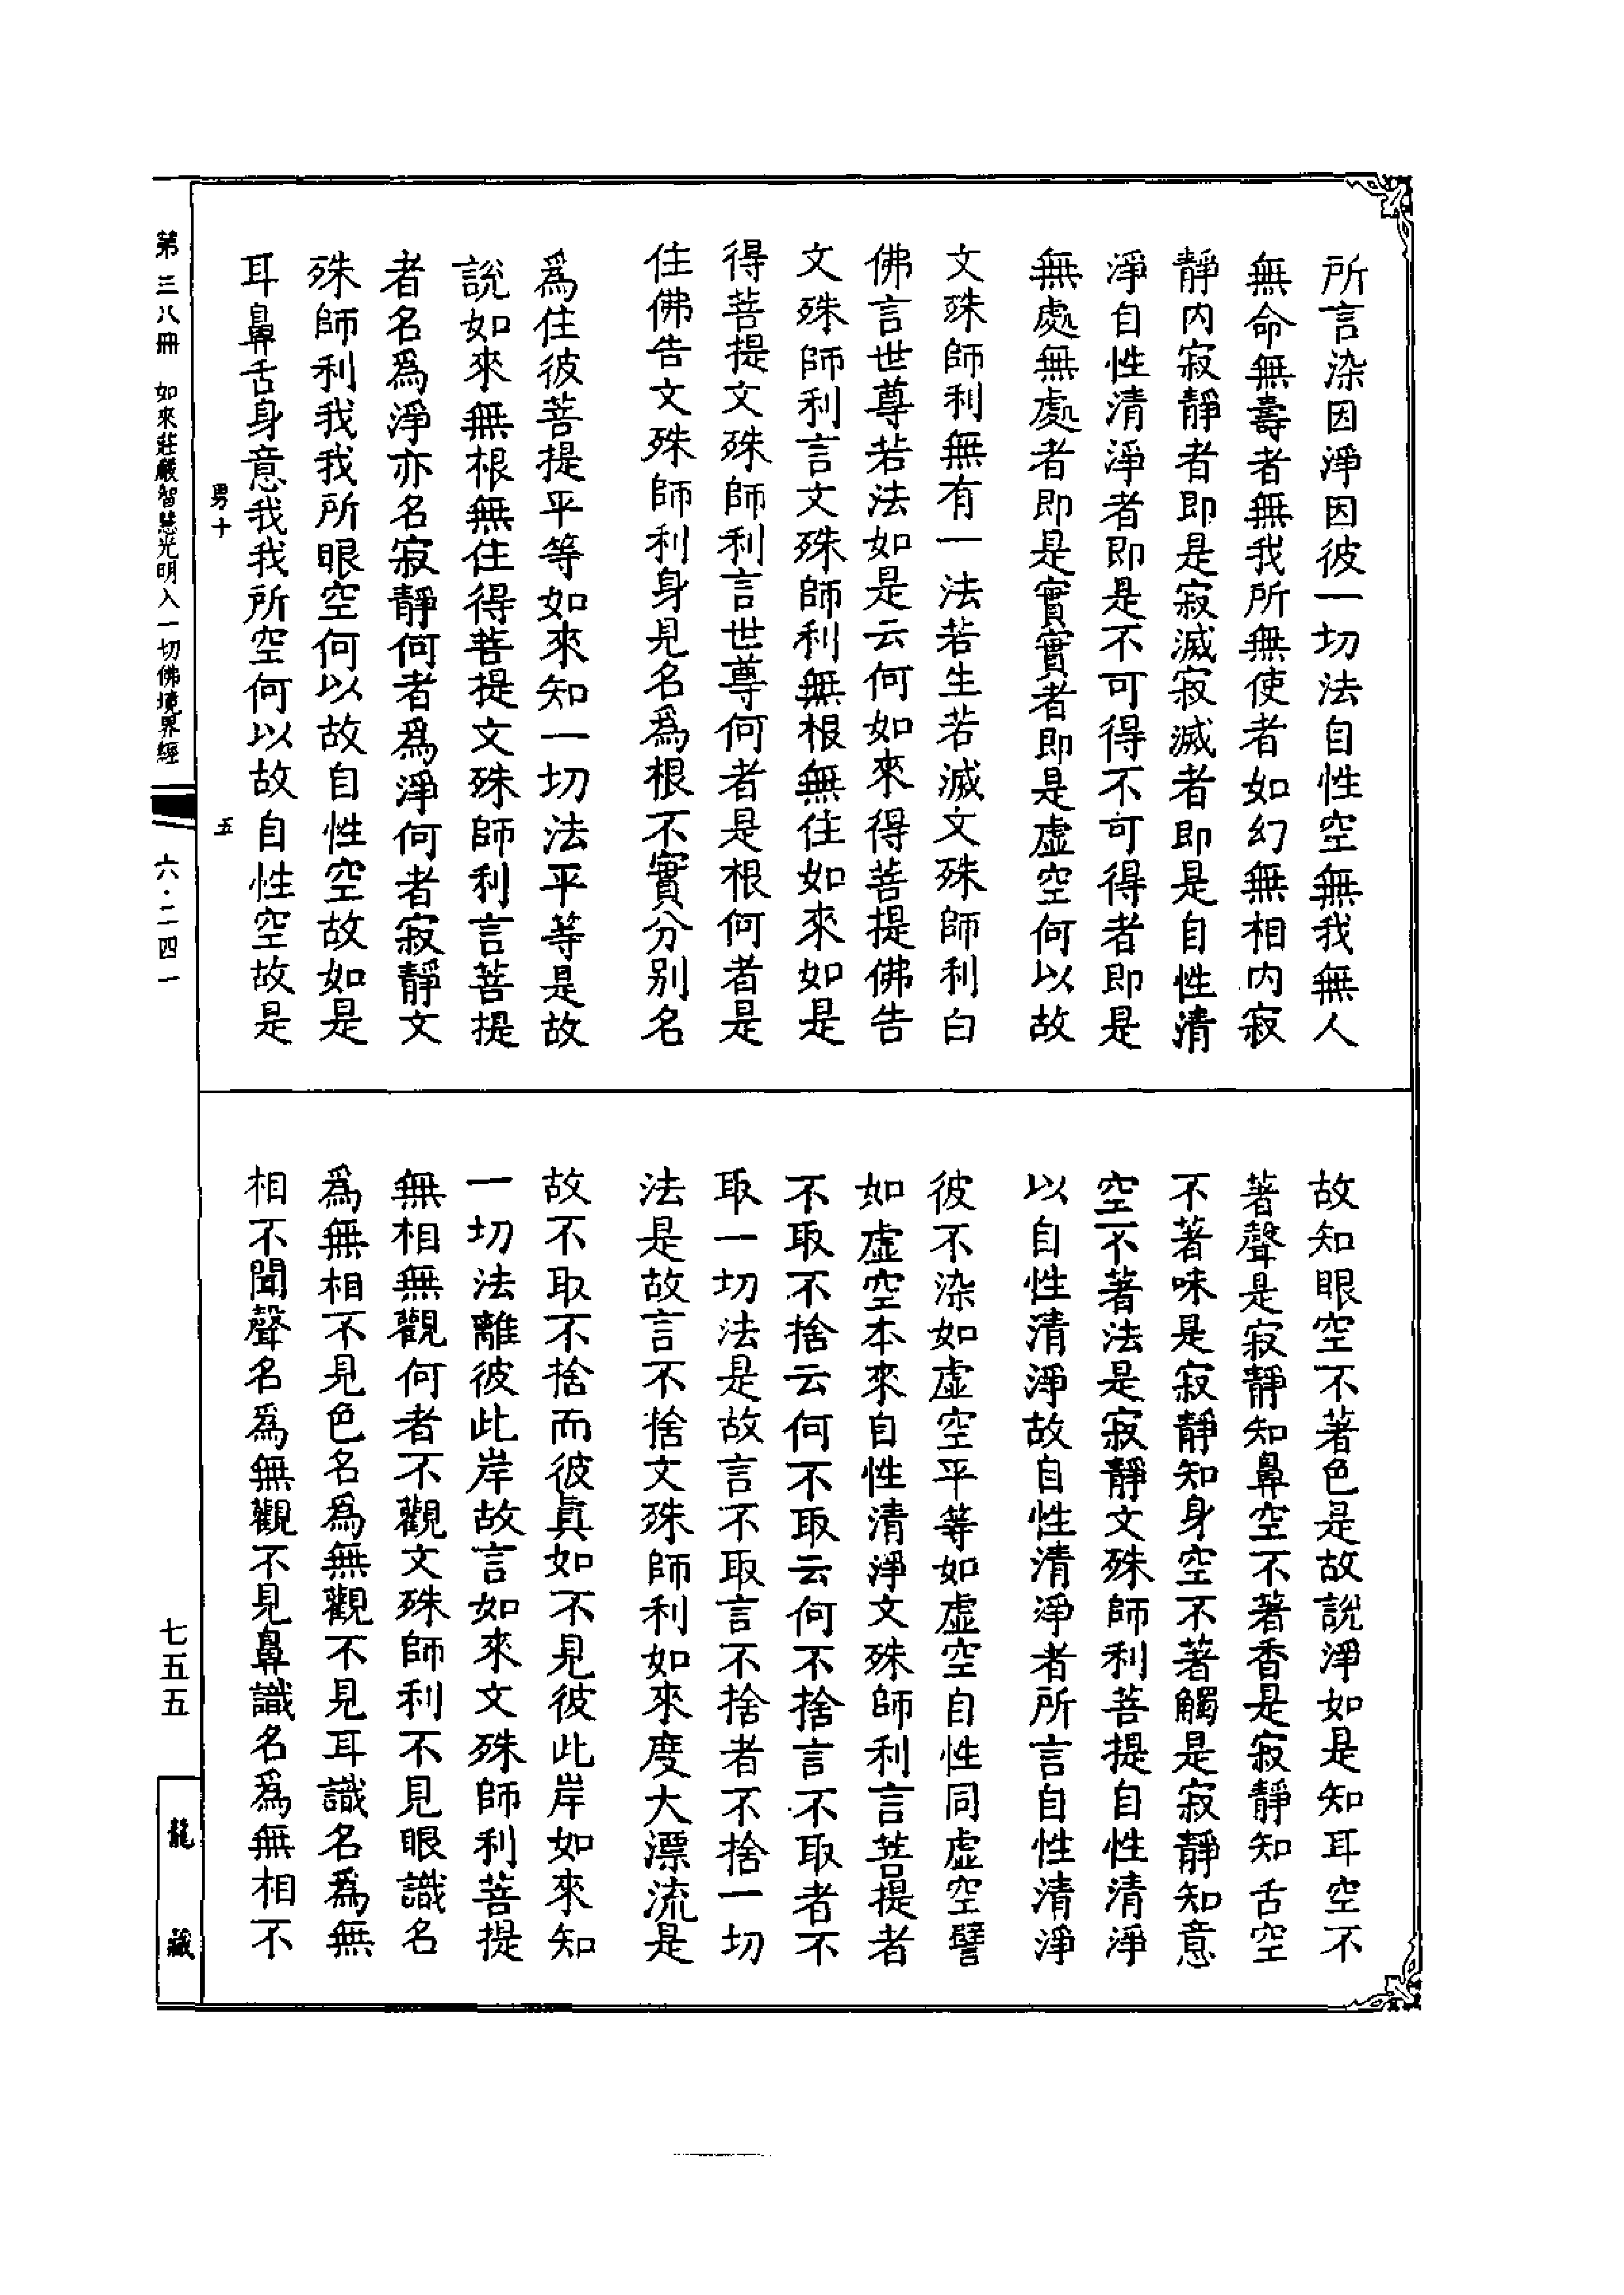 所言染因淨因彼一切法自性空無我無人
無命無壽者無我所無使者如幻無相内寂
靜内寂靜者即是寂滅寂滅者即是自性清
淨自性清淨者即是不可得不可得者即是
無處無處者即是實實者即是虛空何以故
文殊師利無有一法若生若滅文殊師利白
佛言世尊若法如是云何如來得菩提佛告
文殊師利言文殊師利無根無住如來如是
得菩提文殊師利言世尊何者是根何者是
住佛告文殊師利身見名為根不實分别名
為住彼菩提平等如來知一切法平等是故
說如來無根無住得菩提文殊師利言菩提
者名為淨亦名寂靜何者為淨何者寂靜文
殊師利我我所眼空何以故自性空故如是
耳鼻舌身意我我所空何以故自性空故是
故知眼空不著色是故說淨如是知耳空不
著聲是寂靜知鼻空不著香是寂靜知舌空
不著味是寂靜知身空不著觸是寂靜知意
空不著法是寂靜文殊師利菩提自性清淨
以自性清淨故自性清淨者所言自性清淨
彼不染如虛空平等如虛空自性同虛空譬
如虛空本來自性清淨文殊師利言菩提者
不取不捨云何不取云何不捨言不取者不
取一切法是故言不取言不捨者不捨一切
法是故言不捨文殊師利如來度大漂流是
故不取不捨而彼真如不見彼此岸如來知
一切法離彼此岸故言如來文殊師利菩提
無相無觀何者不觀文殊師利不見眼識名
為無相不見色名為無觀不見耳識名為無
相不聞聲名為無觀不見鼻識名為無相不
男十
五
第三八冊 如來莊嚴智慧光明入一切佛境界經
六·二四一
七五五
龍藏